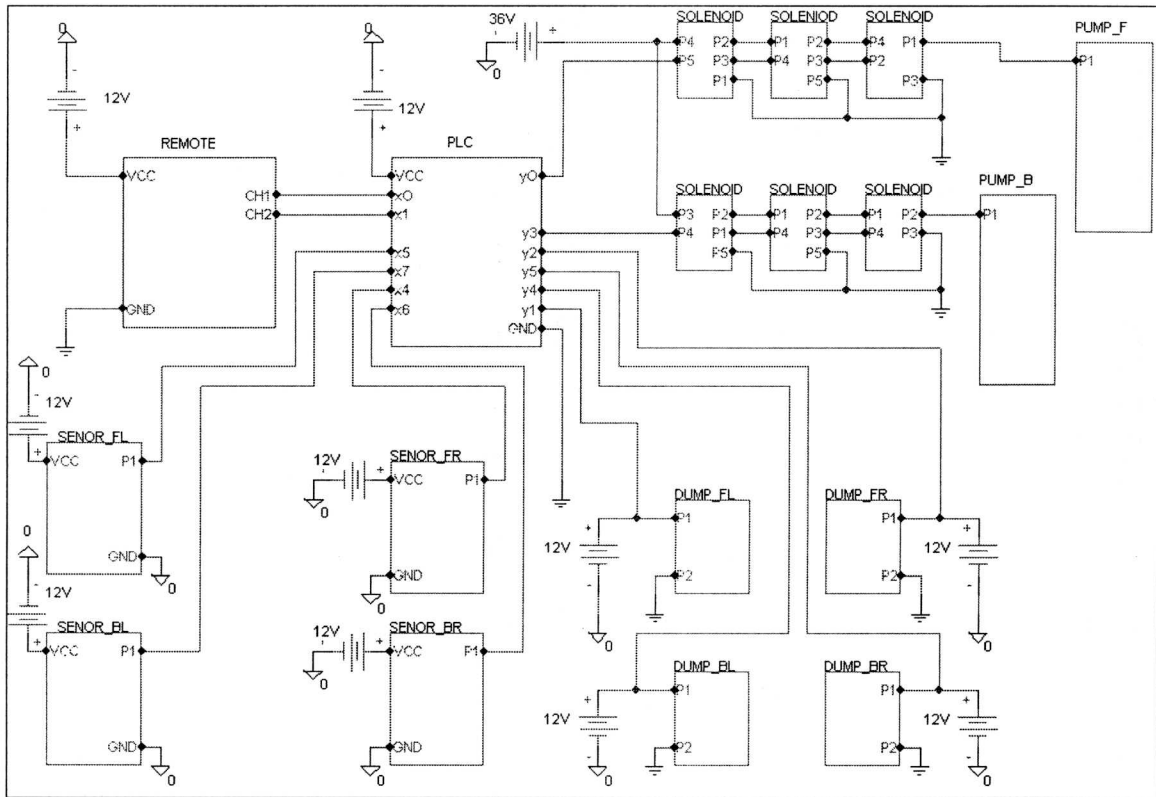 0
-
12V
+
REMOTE
VCC
CH1
CH2
GND
0
-
12V
+
PLC
VCC
x0
x1
x5
x7
x4
x6
y0
y3
y2
y5
y4
y1
GND
36V
+
-
0
SOLENOID
P4
P5
P2
P3
P1
SOLENOID
P1
P4
P2
P3
P5
SOLENOID
P4
P2
P1
P3
PUMP_F
P1
SOLENOID
P3
P4
P2
P1
P5
SOLENOID
P1
P4
P2
P3
P5
SOLENOID
P1
P4
P2
P3
PUMP_B
P1
0
-
12V
+
SENOR_FL
VCC
P1
GND
0
0
-
12V
+
SENOR_BL
VCC
P1
GND
0
12V
-
+
0
SENOR_FR
VCC
P1
GND
0
12V
-
+
0
SENOR_BR
VCC
P1
GND
0
DUMP_FL
+
12V
-
0
P1
P2
DUMP_FR
P1
P2
+
12V
-
0
DUMP_BL
+
12V
-
0
P1
P2
DUMP_BR
P1
P2
+
12V
-
0